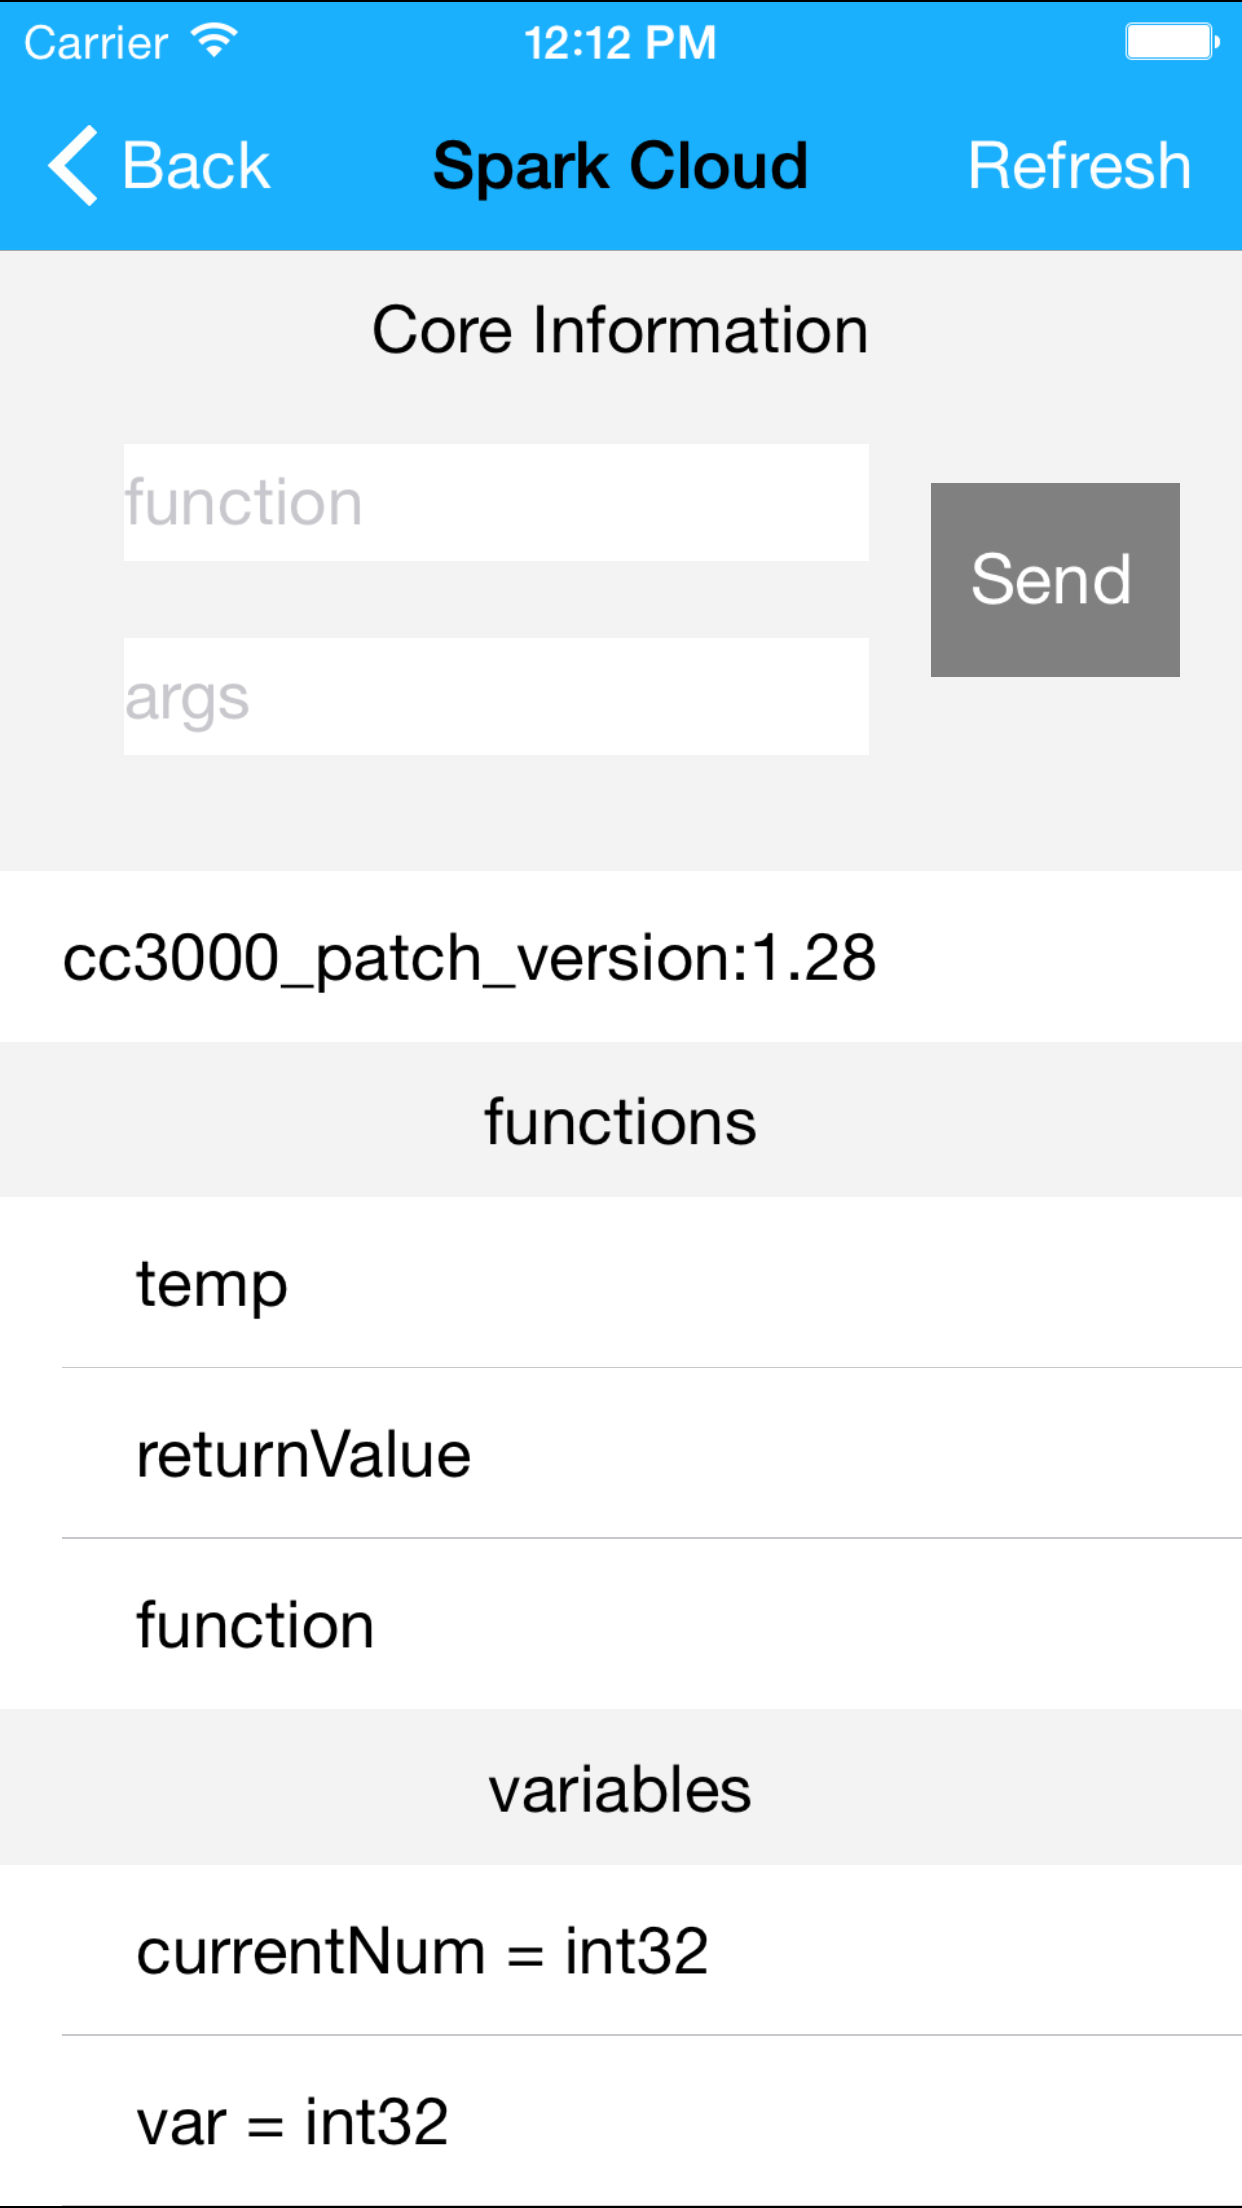 Carrier 12:12 PM
Back Spark Cloud Refresh
Core Information
function
Send
args
cc3000_patch_version:1.28
functions
temp
returnValue
function
variables
currentNum = int32
var = int32